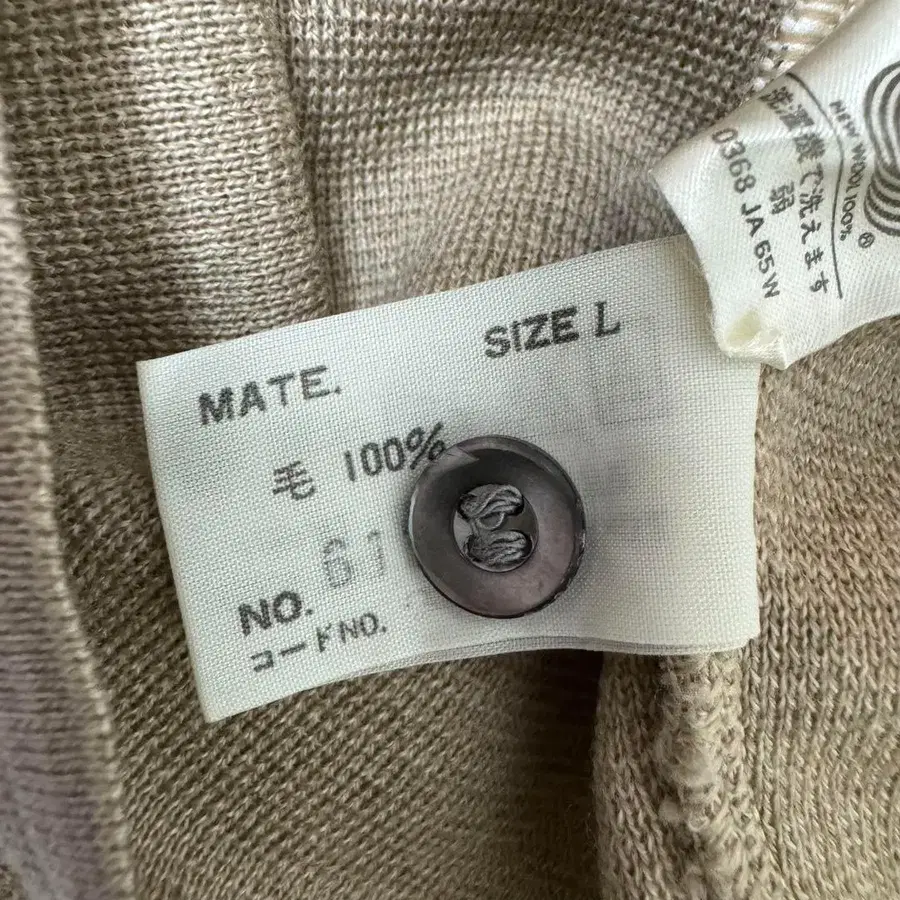 MATE.
SIZE L
毛 100%
NO. 61
コードNO.
NEW WOOL 100%
®
洗濯機で洗えます
弱
0368 JA 65W